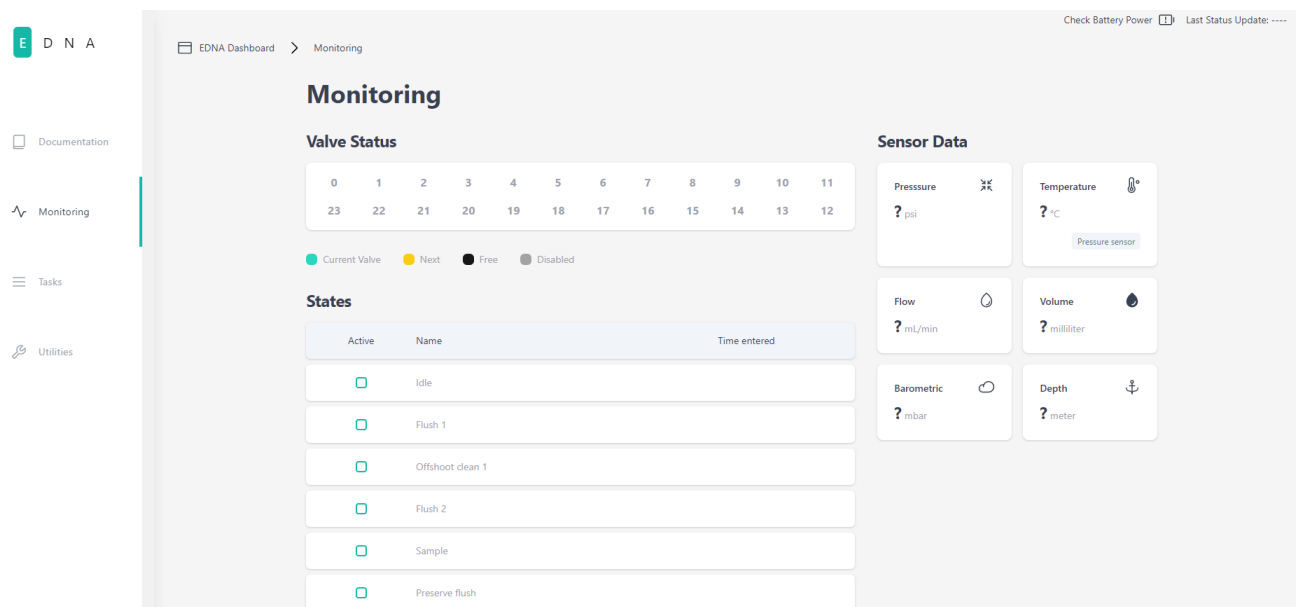 Check Battery Power Last Status Update: ----
E D N A
EDNA Dashboard Monitoring
Monitoring
Documentation
Monitoring
Tasks
Utilities
Valve Status
0 1 2 3 4 5 6 7 8 9 10 11
23 22 21 20 19 18 17 16 15 14 13 12
Current Valve Next Free Disabled
States
Active Name Time entered
Idle
Flush 1
Offshoot clean 1
Flush 2
Sample
Preserve flush
Sensor Data
Presssure
? psi
Temperature
? °C
Pressure sensor
Flow
? mL/min
Volume
? milliliter
Barometric
? mbar
Depth
? meter